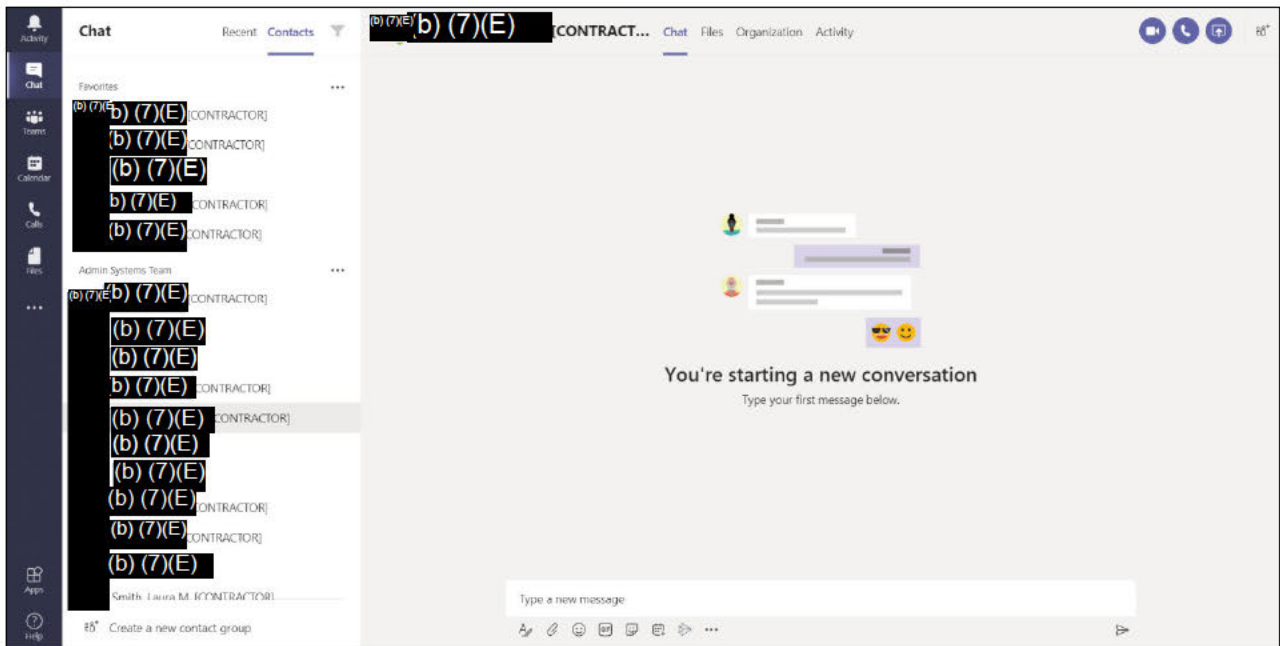 Activity
Chat
Teams
Calendar
Calls
Files
Apps
Help
Chat Recent Contacts
Favorites
(b) (7)(E b) (7)(E) [CONTRACTOR]
(b) (7)(E) CONTRACTOR]
(b) (7)(E)
b) (7)(E) CONTRACTOR]
(b) (7)(E) CONTRACTOR]
Admin Systems Team
(b) (7)(E (b) (7)(E) CONTRACTOR]
(b) (7)(E)
(b) (7)(E)
b) (7)(E) CONTRACTOR]
(b) (7)(E) CONTRACTOR]
(b) (7)(E)
(b) (7)(E)
(b) (7)(E) CONTRACTOR]
(b) (7)(E) CONTRACTOR]
(b) (7)(E)
Smith, Laura M. [CONTRACTOR]
Create a new contact group
(b) (7)(E) (b) (7)(E) [CONTRACT... Chat Files Organization Activity
You're starting a new conversation
Type your first message below.
Type a new message
GIF